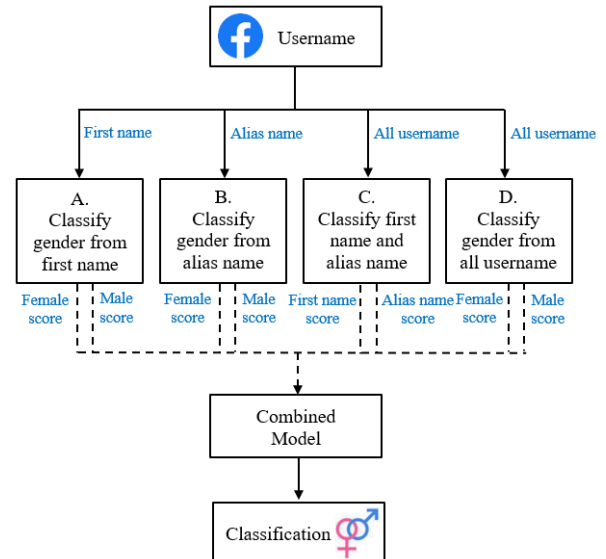 Username
First name
Alias name
All username
All username
A.
Classify
gender from
first name
B.
Classify
gender from
alias name
C.
Classify first
name and
alias name
D.
Classify
gender from
all username
Female
score
Male
score
Female
score
Male
score
First name
score
Alias name
score
Female
score
Male
score
Combined
Model
Classification